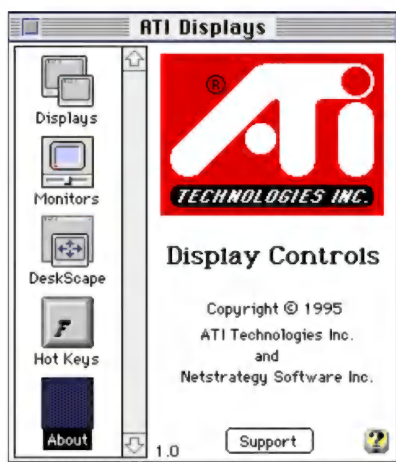 ATI Displays
Displays
Monitors
DeskScape
F
Hot Keys
About
®
ATi
TECHNOLOGIES INC.
Display Controls
Copyright © 1995
ATI Technologies Inc.
and
Netstrategy Software Inc.
1.0
Support
?